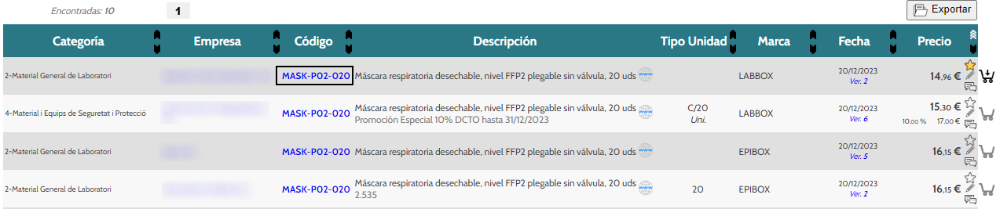 Encontradas: 10 1 Exportar
Categoría Empresa Código Descripción Tipo Unidad Marca Fecha Precio
2-Material General de Laboratori MASK-P02-020 Máscara respiratoria desechable, nivel FFP2 plegable sin válvula, 20 uds www LABBOX 20/12/2023 14,96 €
Ver. 2
4-Material i Equips de Seguretat i Protecció MASK-P02-020 Máscara respiratoria desechable, nivel FFP2 plegable sin válvula, 20 uds www C/20 LABBOX 20/12/2023 15,30 €
Promoción Especial 10% DCTO hasta 31/12/2023 Uni. Ver. 6 10,00 % 17,00 €
2-Material General de Laboratori MASK-P02-020 Máscara respiratoria desechable, nivel FFP2 plegable sin válvula, 20 uds www EPIBOX 20/12/2023 16,15 €
Ver. 5
2-Material General de Laboratori MASK-P02-020 Máscara respiratoria desechable, nivel FFP2 plegable sin válvula, 20 uds www 20 EPIBOX 20/12/2023 16,15 €
2.535 Ver. 2